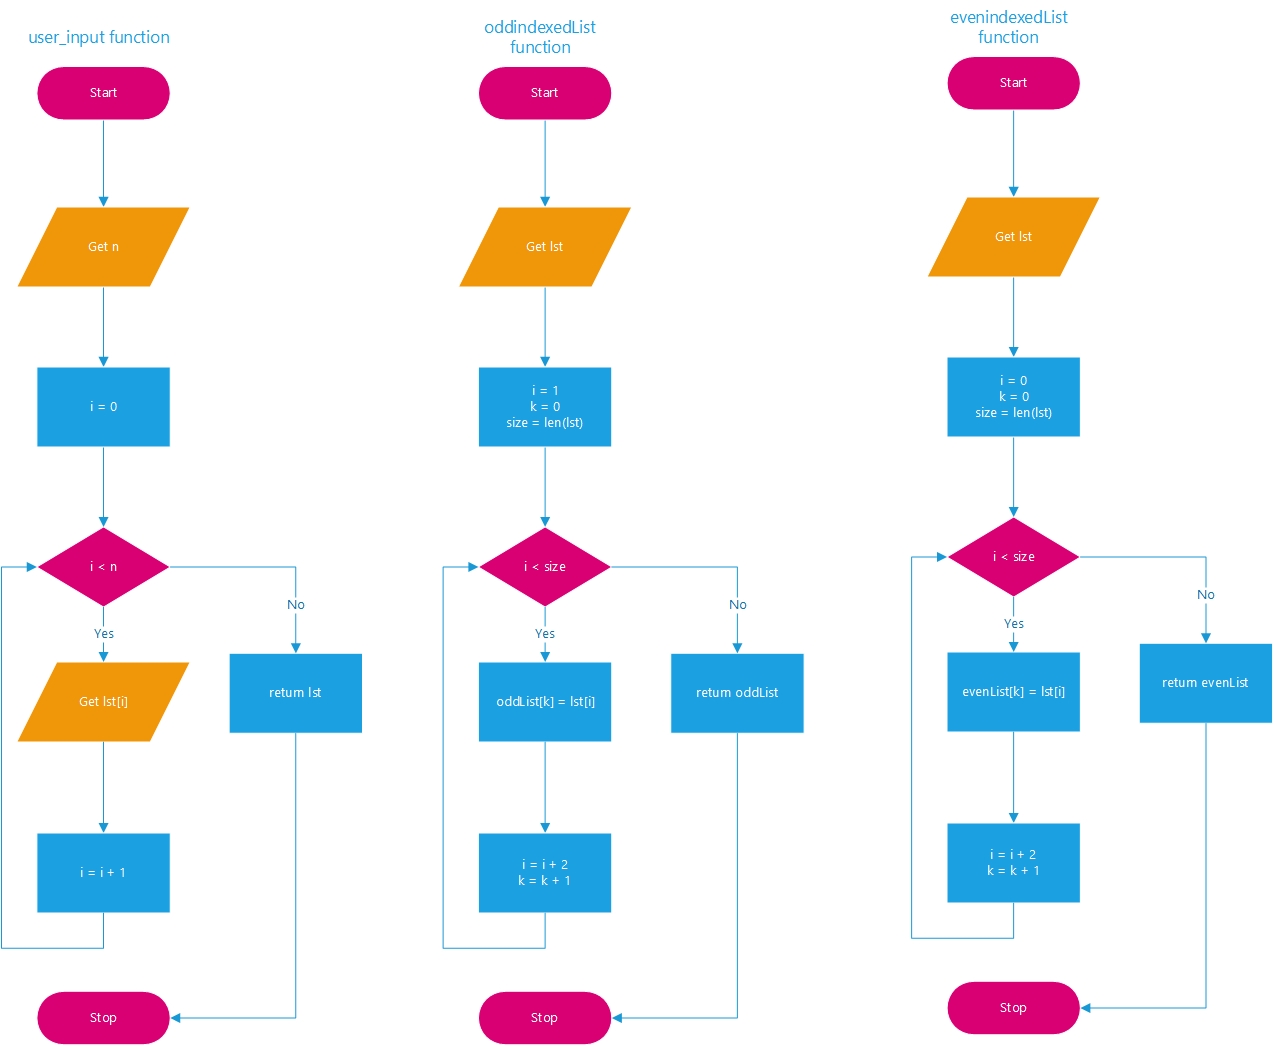 user_input function
Start
Get n
i = 0
i < n
Yes
No
Get lst[i]
return lst
i = i + 1
Stop
oddindexedList
function
Start
Get lst
i = 1
k = 0
size = len(lst)
i < size
Yes
No
oddList[k] = lst[i]
return oddList
i = i + 2
k = k + 1
Stop
evenindexedList
function
Start
Get lst
i = 0
k = 0
size = len(lst)
i < size
Yes
No
evenList[k] = lst[i]
return evenList
i = i + 2
k = k + 1
Stop